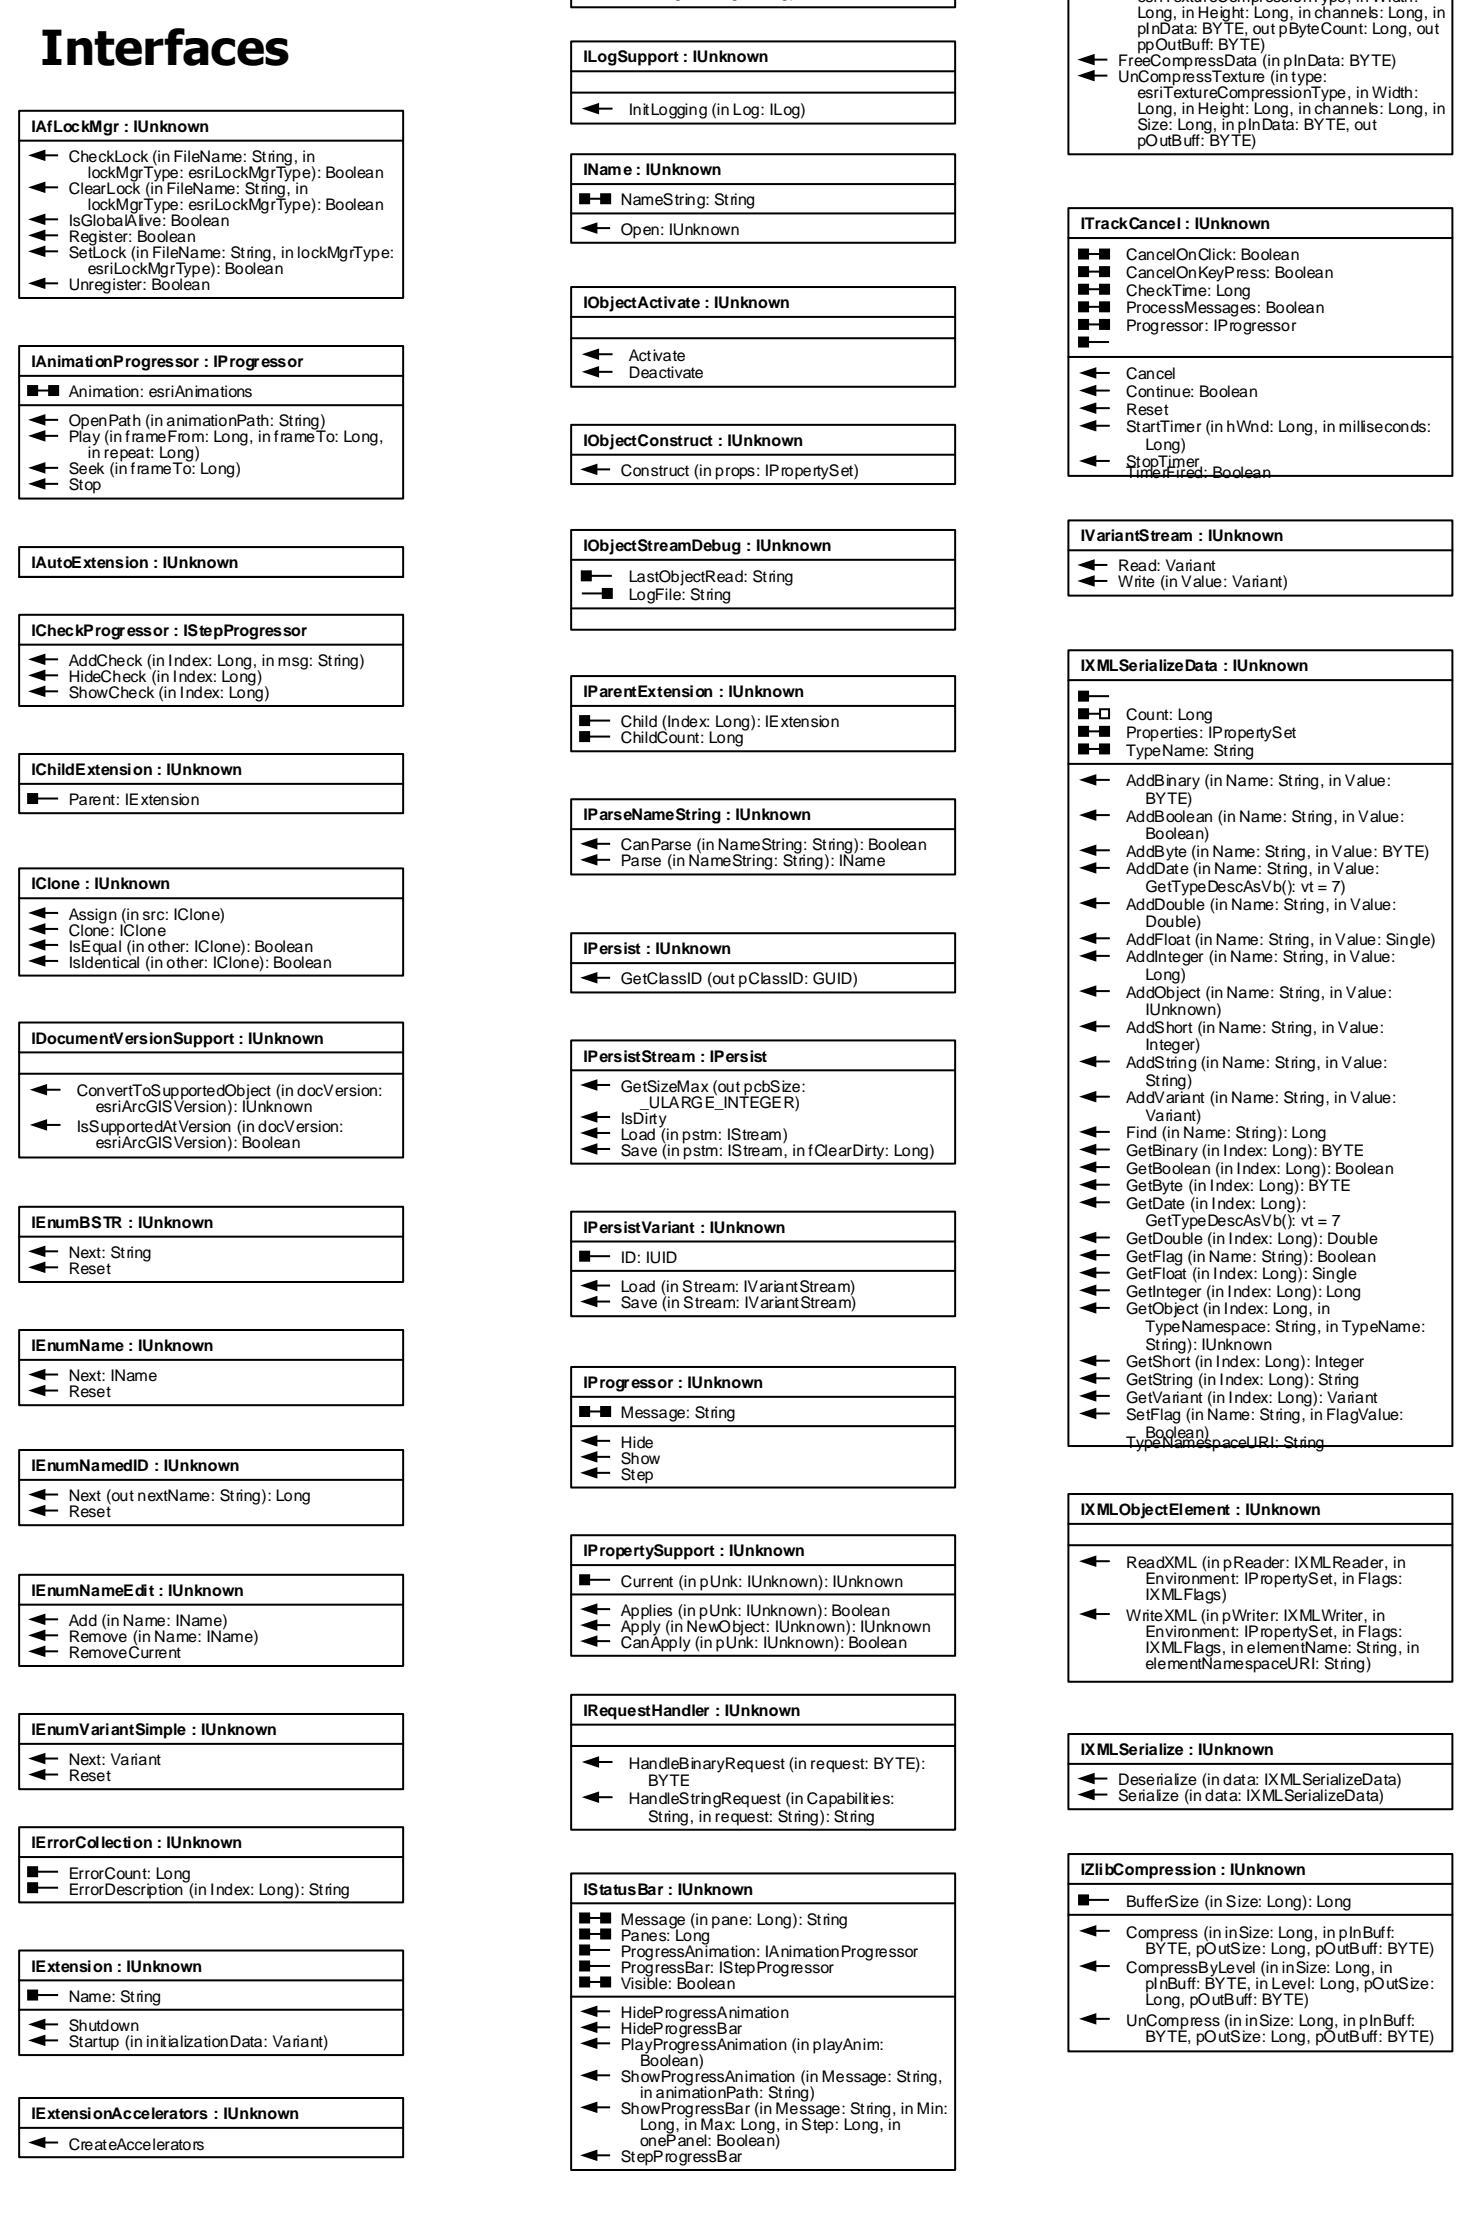 Interfaces
IAfLockMgr : IUnknown
CheckLock (in FileName: String, in
lockMgrType: esriLockMgrType): Boolean
ClearLock (in FileName: String, in
lockMgrType: esriLockMgrType): Boolean
IsGlobalAlive: Boolean
Register: Boolean
SetLock (in FileName: String, in lockMgrType:
esriLockMgrType): Boolean
Unregister: Boolean
IAnimationProgressor : IProgressor
Animation: esriAnimations
OpenPath (in animationPath: String)
Play (in frameFrom: Long, in frameTo: Long,
in repeat: Long)
Seek (in frameTo: Long)
Stop
IAutoExtension : IUnknown
ICheckProgressor : IStepProgressor
AddCheck (in Index: Long, in msg: String)
HideCheck (in Index: Long)
ShowCheck (in Index: Long)
IChildExtension : IUnknown
Parent: IExtension
IClone : IUnknown
Assign (in src: IClone)
Clone: IClone
IsEqual (in other: IClone): Boolean
IsIdentical (in other: IClone): Boolean
IDocumentVersionSupport : IUnknown
ConvertToSupportedObject (in docVersion:
esriArcGISVersion): IUnknown
IsSupportedAtVersion (in docVersion:
esriArcGISVersion): Boolean
IEnumBSTR : IUnknown
Next: String
Reset
IEnumName : IUnknown
Next: IName
Reset
IEnumNamedID : IUnknown
Next (out nextName: String): Long
Reset
IEnumNameEdit : IUnknown
Add (in Name: IName)
Remove (in Name: IName)
RemoveCurrent
IEnumVariantSimple : IUnknown
Next: Variant
Reset
IErrorCollection : IUnknown
ErrorCount: Long
ErrorDescription (in Index: Long): String
IExtension : IUnknown
Name: String
Shutdown
Startup (in initializationData: Variant)
IExtensionAccelerators : IUnknown
CreateAccelerators
ILogSupport : IUnknown
InitLogging (in Log: ILog)
IName : IUnknown
NameString: String
Open: IUnknown
IObjectActivate : IUnknown
Activate
Deactivate
IObjectConstruct : IUnknown
Construct (in props: IPropertySet)
IObjectStreamDebug : IUnknown
LastObjectRead: String
LogFile: String
IParentExtension : IUnknown
Child (Index: Long): IExtension
ChildCount: Long
IParseNameString : IUnknown
CanParse (in NameString: String): Boolean
Parse (in NameString: String): IName
IPersist : IUnknown
GetClassID (out pClassID: GUID)
IPersistStream : IPersist
GetSizeMax (out pcbSize:
_ULARGE_INTEGER)
IsDirty
Load (in pstm: IStream)
Save (in pstm: IStream, in fClearDirty: Long)
IPersistVariant : IUnknown
ID: IUID
Load (in Stream: IVariantStream)
Save (in Stream: IVariantStream)
IProgressor : IUnknown
Message: String
Hide
Show
Step
IPropertySupport : IUnknown
Current (in pUnk: IUnknown): IUnknown
Applies (in pUnk: IUnknown): Boolean
Apply (in NewObject: IUnknown): IUnknown
CanApply (in pUnk: IUnknown): Boolean
IRequestHandler : IUnknown
HandleBinaryRequest (in request: BYTE):
BYTE
HandleStringRequest (in Capabilities:
String, in request: String): String
IStatusBar : IUnknown
Message (in pane: Long): String
Panes: Long
ProgressAnimation: IAnimationProgressor
ProgressBar: IStepProgressor
Visible: Boolean
HideProgressAnimation
HideProgressBar
PlayProgressAnimation (in playAnim:
Boolean)
ShowProgressAnimation (in Message: String,
in animationPath: String)
ShowProgressBar (in Message: String, in Min:
Long, in Max: Long, in Step: Long, in
onePanel: Boolean)
StepProgressBar
Long, in Height: Long, in channels: Long, in
pInData: BYTE, out pByteCount: Long, out
ppOutBuff: BYTE)
FreeCompressData (in pInData: BYTE)
UnCompressTexture (in type:
esriTextureCompressionType, in Width:
Long, in Height: Long, in channels: Long, in
Size: Long, in pInData: BYTE, out
pOutBuff: BYTE)
ITrackCancel : IUnknown
CancelOnClick: Boolean
CancelOnKeyPress: Boolean
CheckTime: Long
ProcessMessages: Boolean
Progressor: IProgressor
Cancel
Continue: Boolean
Reset
StartTimer (in hWnd: Long, in milliseconds:
Long)
StopTimer
TimerFired: Boolean
IVariantStream : IUnknown
Read: Variant
Write (in Value: Variant)
IXMLSerializeData : IUnknown
Count: Long
Properties: IPropertySet
TypeName: String
AddBinary (in Name: String, in Value:
BYTE)
AddBoolean (in Name: String, in Value:
Boolean)
AddByte (in Name: String, in Value: BYTE)
AddDate (in Name: String, in Value:
GetTypeDescAsVb(): vt = 7)
AddDouble (in Name: String, in Value:
Double)
AddFloat (in Name: String, in Value: Single)
AddInteger (in Name: String, in Value:
Long)
AddObject (in Name: String, in Value:
IUnknown)
AddShort (in Name: String, in Value:
Integer)
AddString (in Name: String, in Value:
String)
AddVariant (in Name: String, in Value:
Variant)
Find (in Name: String): Long
GetBinary (in Index: Long): BYTE
GetBoolean (in Index: Long): Boolean
GetByte (in Index: Long): BYTE
GetDate (in Index: Long):
GetTypeDescAsVb(): vt = 7
GetDouble (in Index: Long): Double
GetFlag (in Name: String): Boolean
GetFloat (in Index: Long): Single
GetInteger (in Index: Long): Long
GetObject (in Index: Long, in
TypeNamespace: String, in TypeName:
String): IUnknown
GetShort (in Index: Long): Integer
GetString (in Index: Long): String
GetVariant (in Index: Long): Variant
SetFlag (in Name: String, in FlagValue:
Boolean)
TypeNamespaceURI: String
IXMLObjectElement : IUnknown
ReadXML (in pReader: IXMLReader, in
Environment: IPropertySet, in Flags:
IXMLFlags)
WriteXML (in pWriter: IXMLWriter, in
Environment: IPropertySet, in Flags:
IXMLFlags, in elementName: String, in
elementNamespaceURI: String)
IXMLSerialize : IUnknown
Deserialize (in data: IXMLSerializeData)
Serialize (in data: IXMLSerializeData)
IZlibCompression : IUnknown
BufferSize (in Size: Long): Long
Compress (in inSize: Long, in pInBuff:
BYTE, pOutSize: Long, pOutBuff: BYTE)
CompressByLevel (in inSize: Long, in
pInBuff: BYTE, in Level: Long, pOutSize:
Long, pOutBuff: BYTE)
UnCompress (in inSize: Long, in pInBuff:
BYTE, pOutSize: Long, pOutBuff: BYTE)